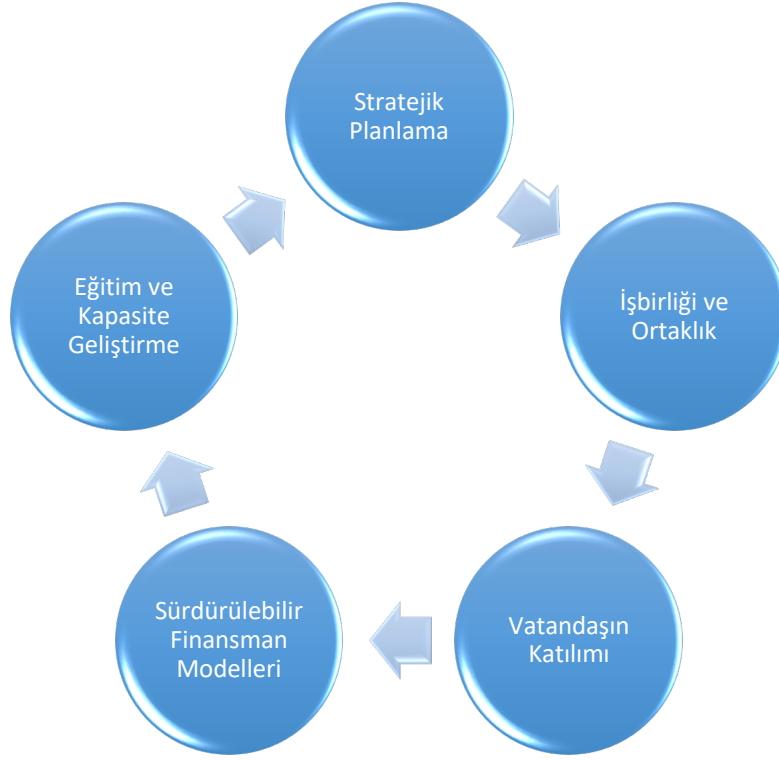 Stratejik
Planlama
İşbirliği ve
Ortaklık
Vatandaşın
Katılımı
Sürdürülebilir
Finansman
Modelleri
Eğitim ve
Kapasite
Geliştirme